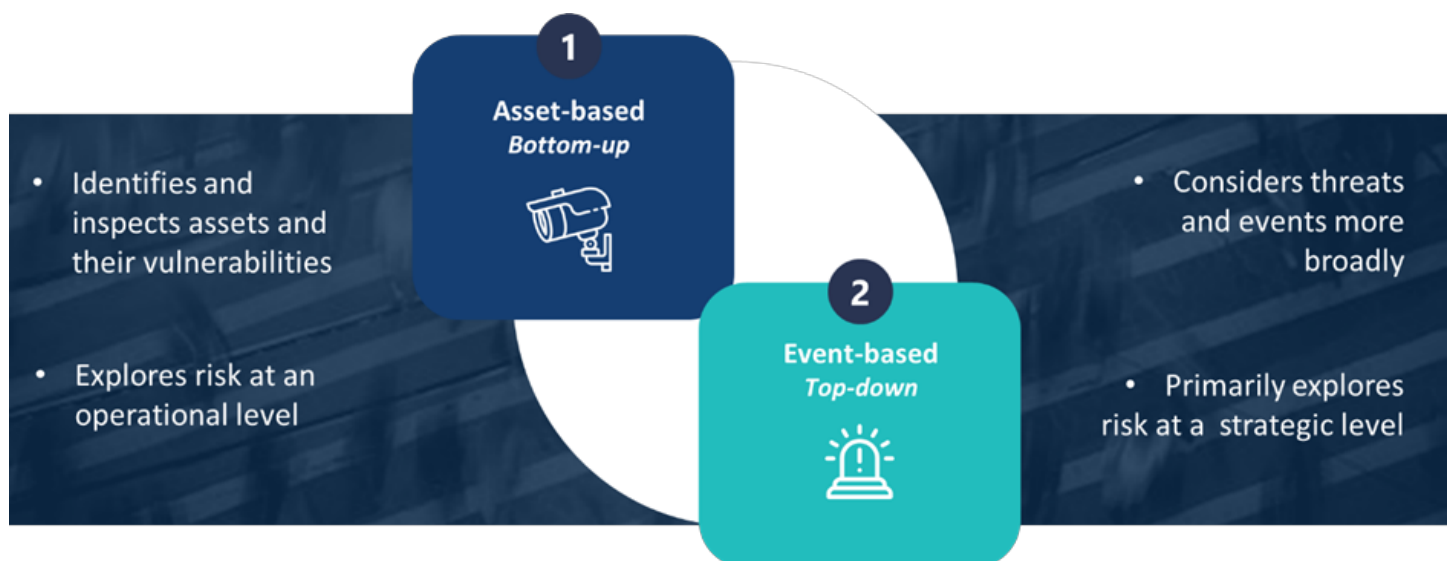 1
Asset-based
Bottom-up
• Identifies and
inspects assets and
their vulnerabilities
• Explores risk at an
operational level
2
Event-based
Top-down
• Considers threats
and events more
broadly
• Primarily explores
risk at a strategic level